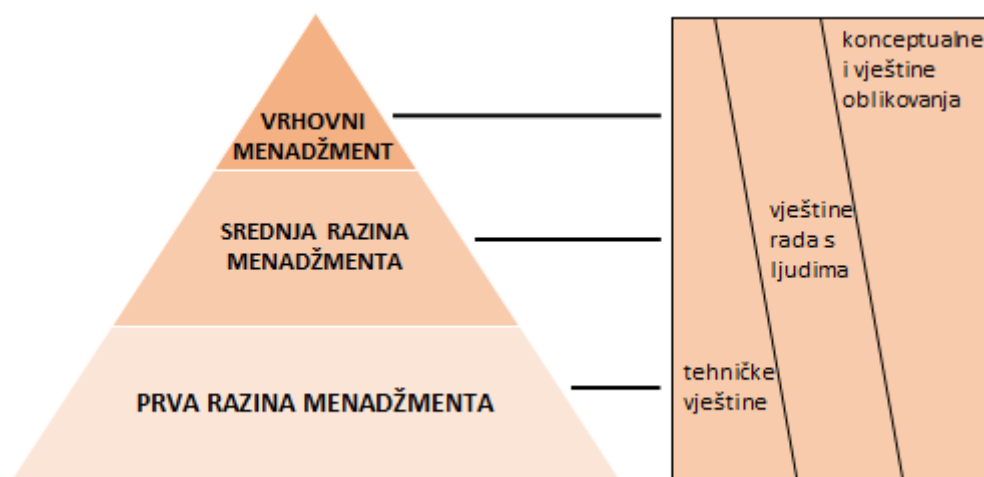 VRHOVNI
MENADŽMENT
SREDNJA RAZINA
MENADŽMENTA
PRVA RAZINA MENADŽMENTA
konceptualne
i vještine
oblikovanja
vještine
rada s
ljudima
tehničke
vještine